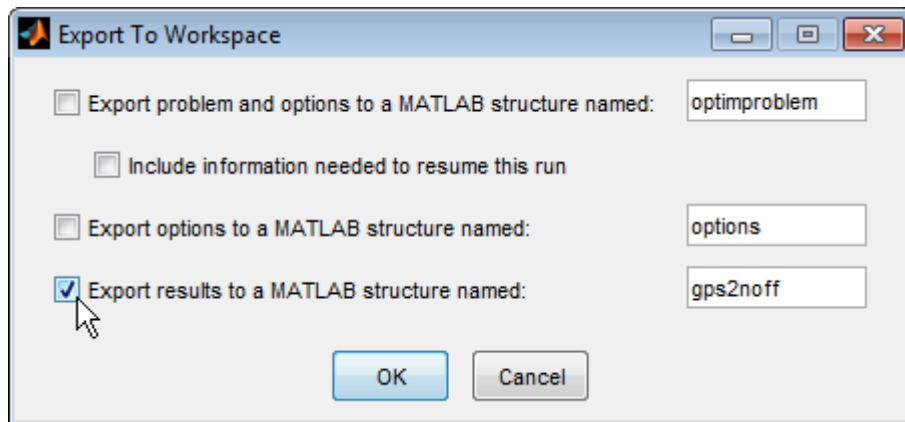 Export To Workspace
Export problem and options to a MATLAB structure named: optimproblem
Include information needed to resume this run
Export options to a MATLAB structure named: options
Export results to a MATLAB structure named: gps2noff
OK Cancel